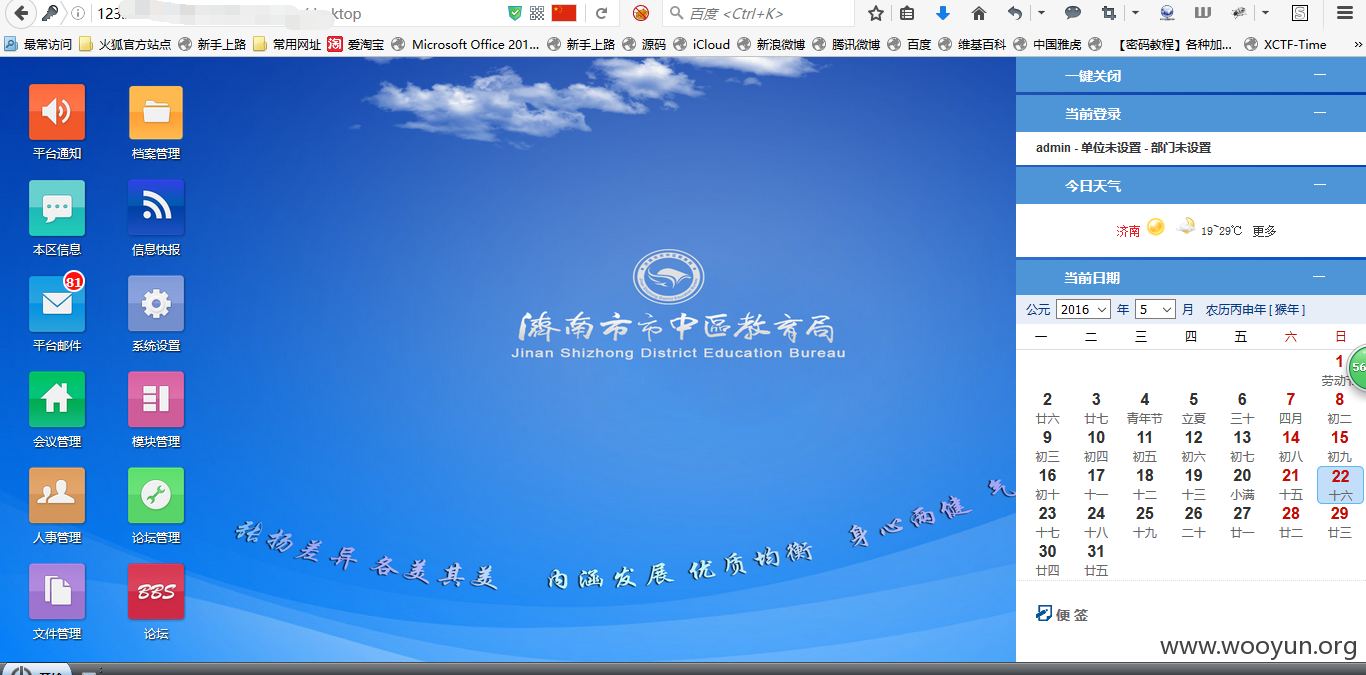 123. /desktop
百度 <Ctrl+K>
最常访问 火狐官方站点 新手上路 常用网址 淘 爱淘宝 Microsoft Office 201... 新手上路 源码 iCloud 新浪微博 腾讯微博 百度 维基百科 中国雅虎 【密码教程】各种加... XCTF-Time »
平台通知 档案管理
本区信息 信息快报
81
平台邮件 系统设置
会议管理 模块管理
人事管理 论坛管理
BBS
文件管理 论坛
濟南市市中區教育局
Jinan Shizhong District Education Bureau
扬差异 各美其美 内涵发展 优质均衡 身心两健 气
一键关闭
当前登录
admin - 单位未设置 - 部门未设置
今日天气
济南 19~29℃ 更多
当前日期
公元 2016 年 5 月 农历丙申年 [ 猴年 ]
一 二 三 四 五 六 日
1
劳动
56
2 3 4 5 6 7 8
廿六 廿七 青年节 立夏 三十 四月 初二
9 10 11 12 13 14 15
初三 初四 初五 初六 初七 初八 初九
16 17 18 19 20 21 22
初十 十一 十二 十三 小满 十五 十六
23 24 25 26 27 28 29
十七 十八 十九 二十 廿一 廿二 廿三
30 31
廿四 廿五
便签
www.wooyun.org